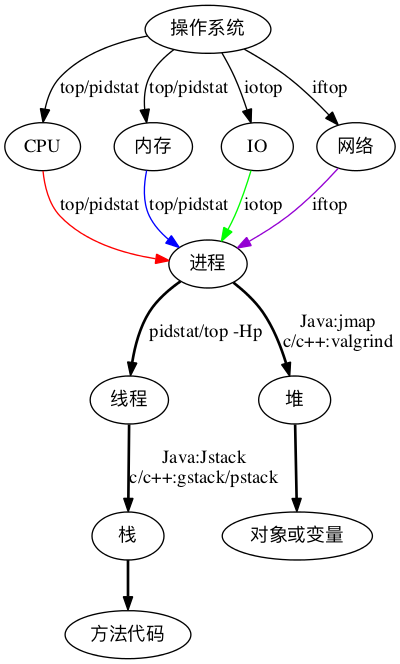 操作系统
top/pidstat
top/pidstat
iotop
iftop
CPU
内存
IO
网络
top/pidstat
top/pidstat
iotop
iftop
进程
pidstat/top -Hp
Java:jmap
c/c++:valgrind
线程
堆
Java:Jstack
c/c++:gstack/pstack
栈
对象或变量
方法代码